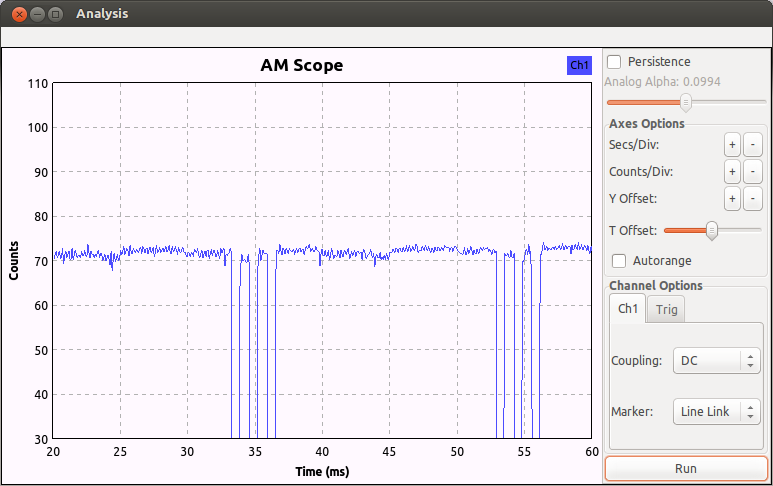 Analysis
AM Scope
Ch1
110
100
90
80
70
60
50
40
30
Counts
20 25 30 35 40 45 50 55 60
Time (ms)
Persistence
Analog Alpha: 0.0994
Axes Options
Secs/Div: + -
Counts/Div: + -
Y Offset: + -
T Offset:
Autorange
Channel Options
Ch1 Trig
Coupling: DC
Marker: Line Link
Run